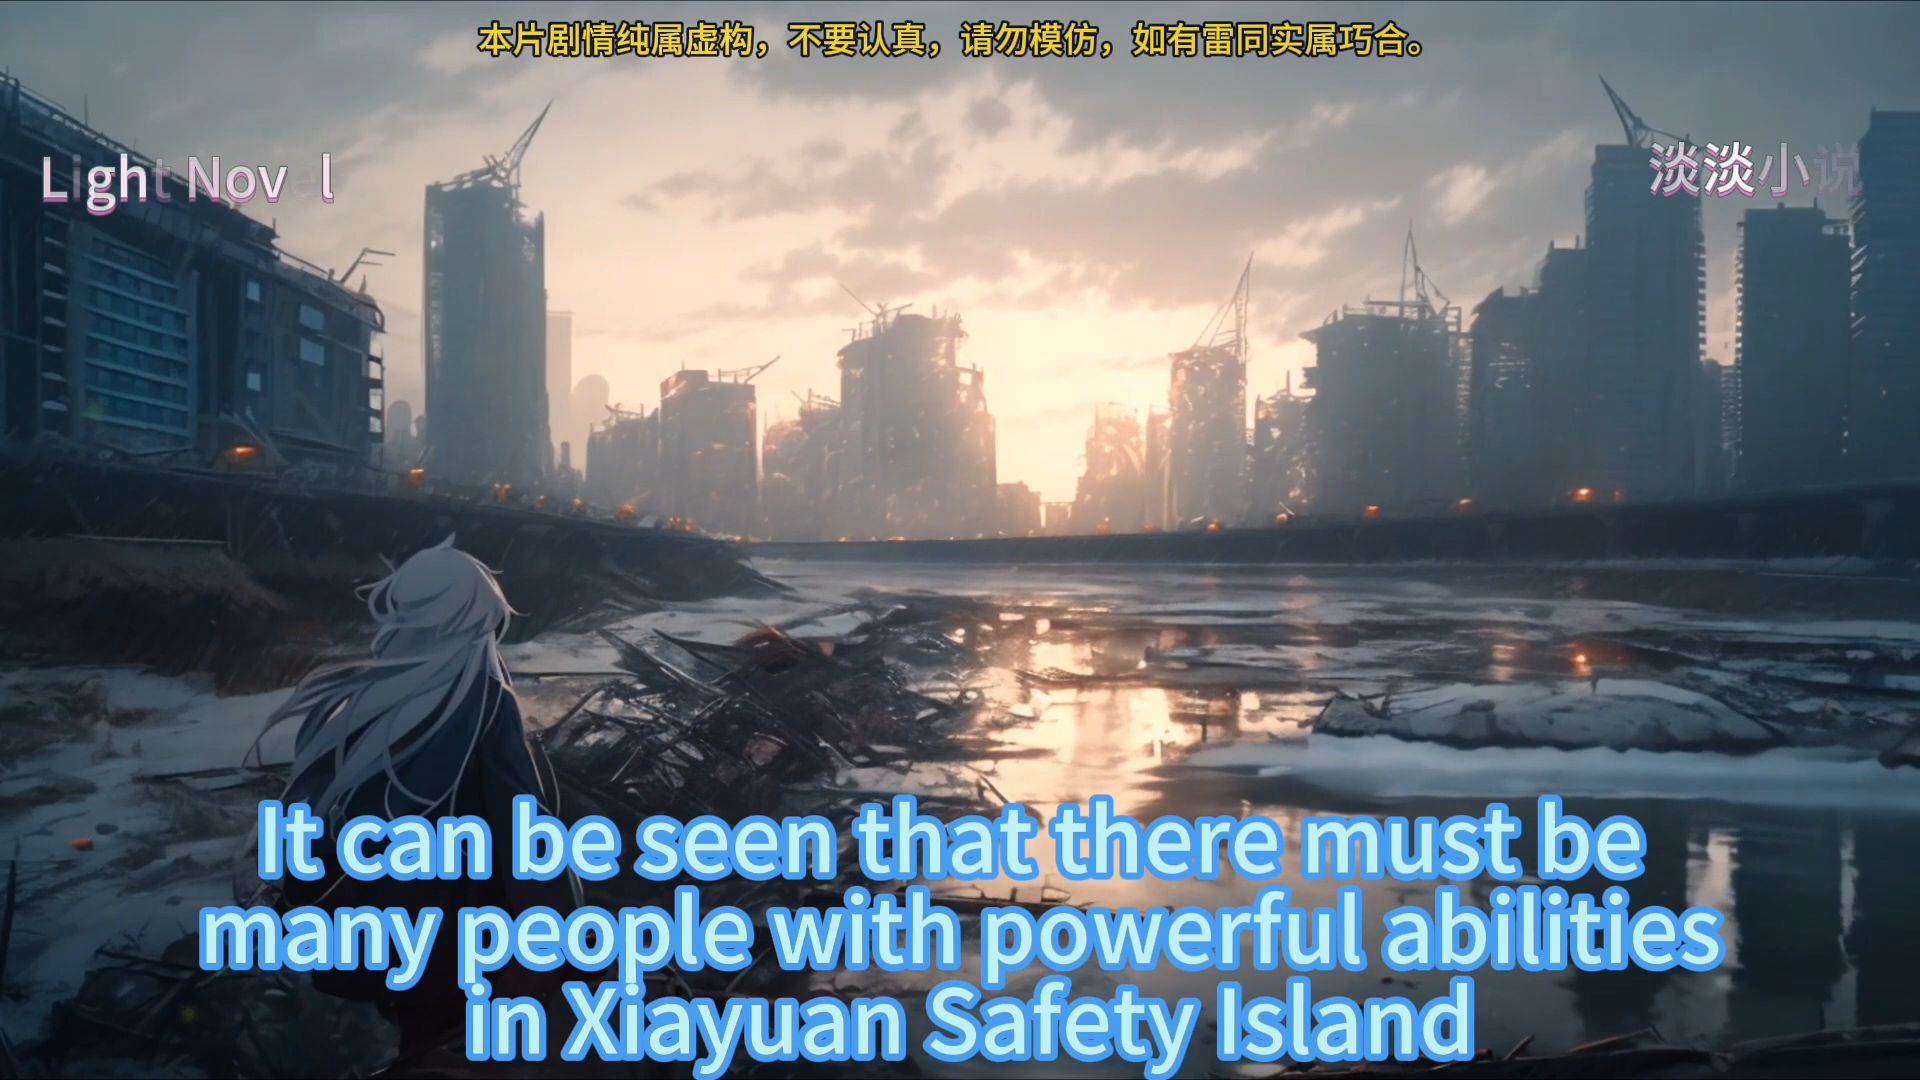 本片剧情纯属虚构，不要认真，请勿模仿，如有雷同实属巧合。
Light Novel
淡淡小说
It can be seen that there must be
many people with powerful abilities
in Xiayuan Safety Island